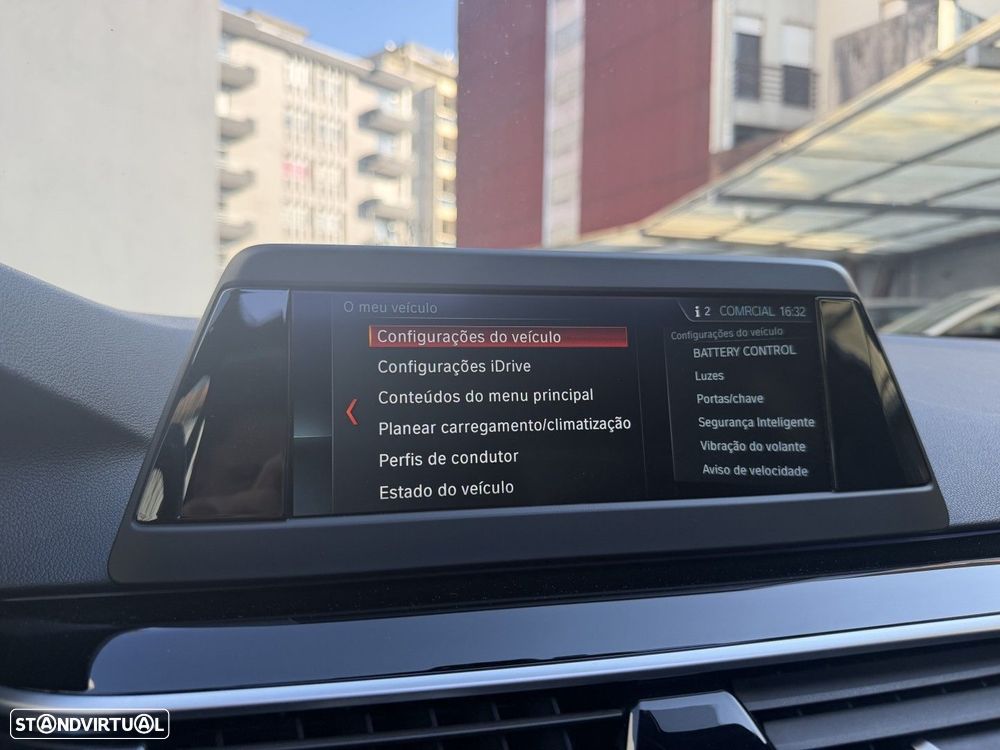 O meu veículo
i 2 COMRCIAL 16:32
Configurações do veículo
Configurações iDrive
Conteúdos do menu principal
Planear carregamento/climatização
Perfis de condutor
Estado do veículo
Configurações do veículo
BATTERY CONTROL
Luzes
Portas/chave
Segurança Inteligente
Vibração do volante
Aviso de velocidade
STANDVIRTUAL